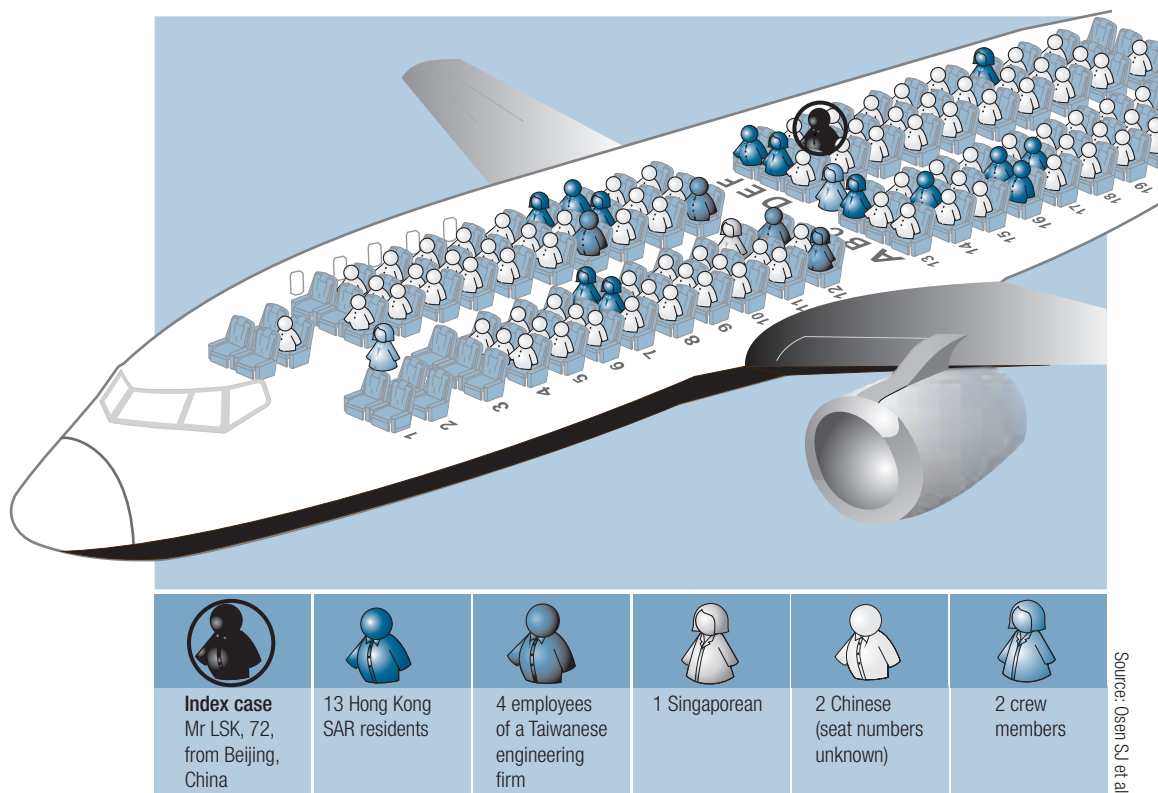 A B C D E F
1 2 3 4 5 6 7 8 9 10 11 12 13 14 15 16 17 18 19
Index case
Mr LSK, 72,
from Beijing,
China
13 Hong Kong
SAR residents
4 employees
of a Taiwanese
engineering
firm
1 Singaporean
2 Chinese
(seat numbers
unknown)
2 crew
members
Source: Osen SJ et al